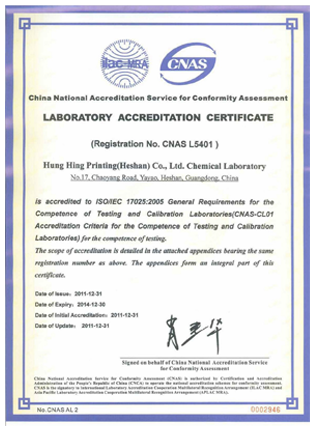 ilac-MRA
CNAS
China National Accreditation Service for Conformity Assessment
LABORATORY ACCREDITATION CERTIFICATE
(Registration No. CNAS L5401)
Hung Hing Printing(Heshan) Co., Ltd. Chemical Laboratory
No.17, Chaoyang Road, Yayao, Heshan, Guangdong, China
is accredited to ISO/IEC 17025:2005 General Requirements for the
Competence of Testing and Calibration Laboratories(CNAS-CL01
Accreditation Criteria for the Competence of Testing and Calibration
Laboratories) for the competence of testing.
The scope of accreditation is detailed in the attached appendices bearing the same
registration number as above. The appendices form an integral part of this
certificate.
Date of Issue: 2011-12-31
Date of Expiry: 2014-12-30
Date of Initial Accreditation: 2011-12-31
Date of Update: 2011-12-31
Signed on behalf of China National Accreditation Service
for Conformity Assessment
China National Accreditation Service for Conformity Assessment (CNAS) is authorized by Certification and Accreditation
Administration of the People's Republic of China (CNCA) to operate the national accreditation schemes for conformity assessment.
CNAS is the signatory to International Laboratory Accreditation Cooperation Multilateral Recognition Arrangement (ILAC MRA) and
Asia Pacific Laboratory Accreditation Cooperation Multilateral Recognition Arrangement (APLAC MRA).
No.CNAS AL 2
0002946